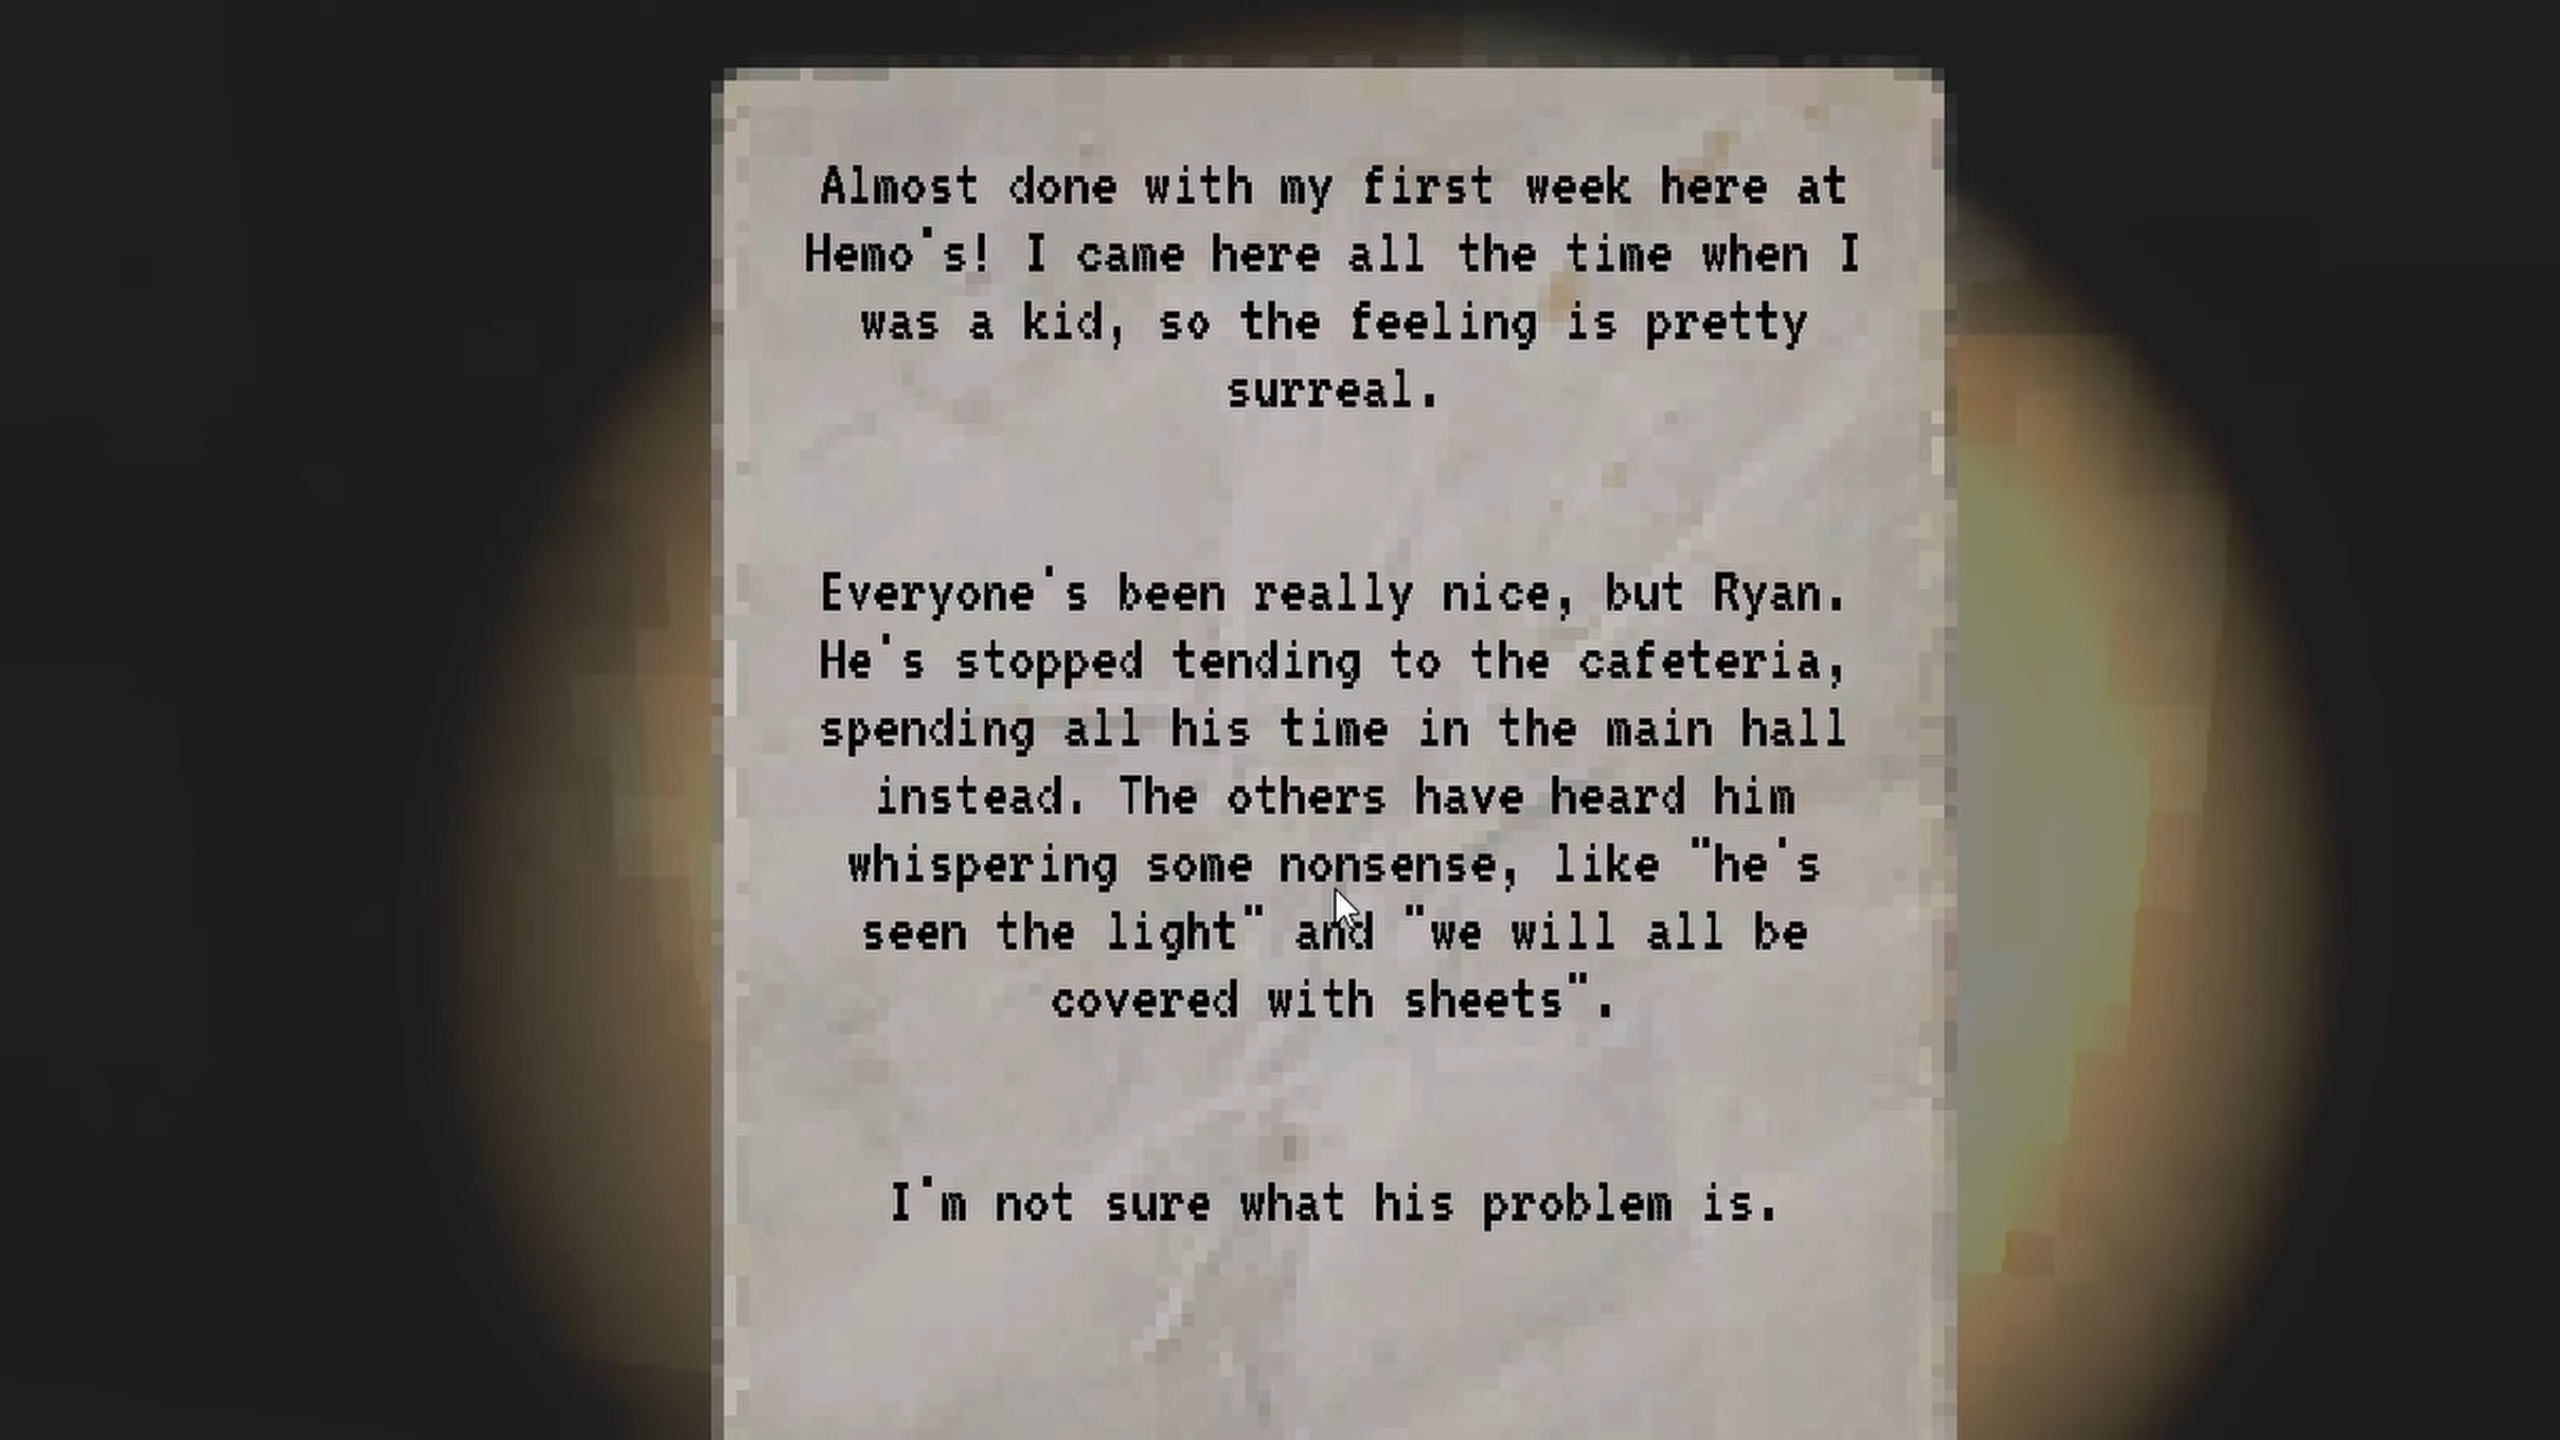 Almost done with my first week here at
Hemo's! I came here all the time when I
was a kid, so the feeling is pretty
surreal.
Everyone's been really nice, but Ryan.
He's stopped tending to the cafeteria,
spending all his time in the main hall
instead. The others have heard him
whispering some nonsense, like "he's
seen the light" and "we will all be
covered with sheets".
I'm not sure what his problem is.